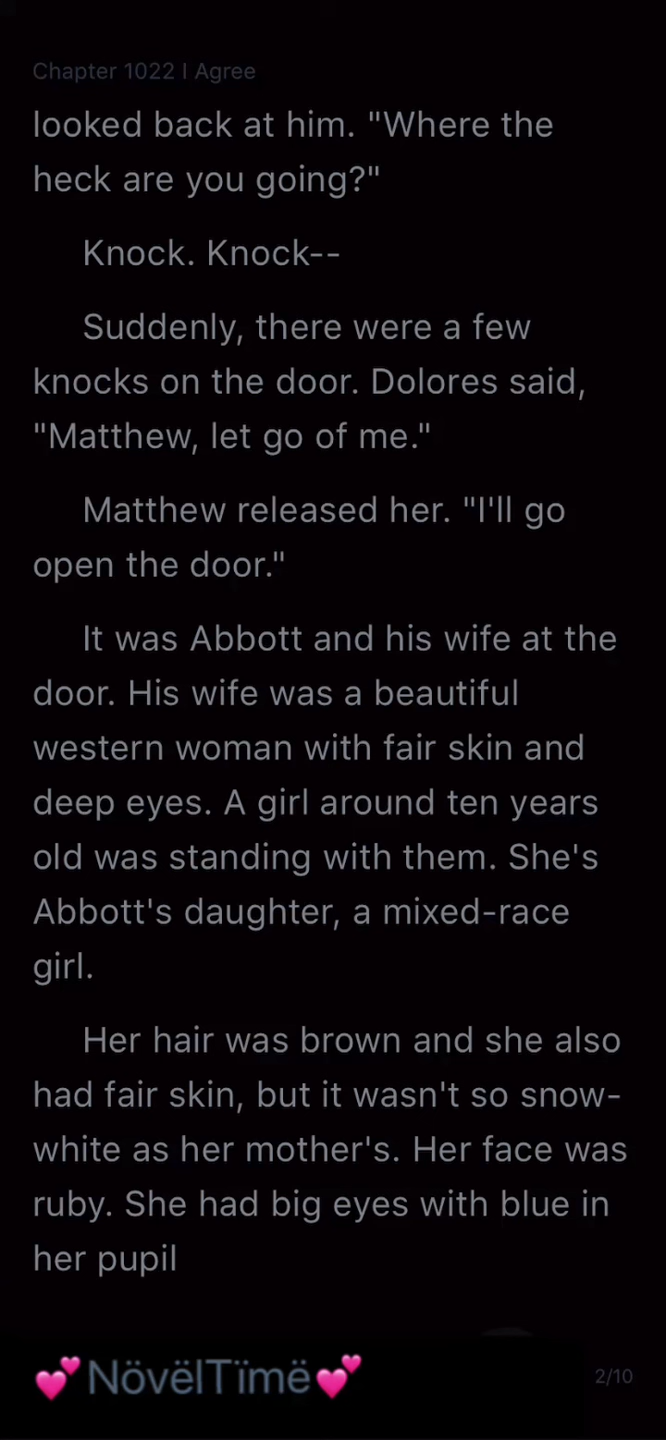 Chapter 1022 I Agree
looked back at him. "Where the
heck are you going?"
Knock. Knock--
Suddenly, there were a few
knocks on the door. Dolores said,
"Matthew, let go of me."
Matthew released her. "I'll go
open the door."
It was Abbott and his wife at the
door. His wife was a beautiful
western woman with fair skin and
deep eyes. A girl around ten years
old was standing with them. She's
Abbott's daughter, a mixed-race
girl.
Her hair was brown and she also
had fair skin, but it wasn't so snow-
white as her mother's. Her face was
ruby. She had big eyes with blue in
her pupil
💕NövëlTïmë💕
2/10